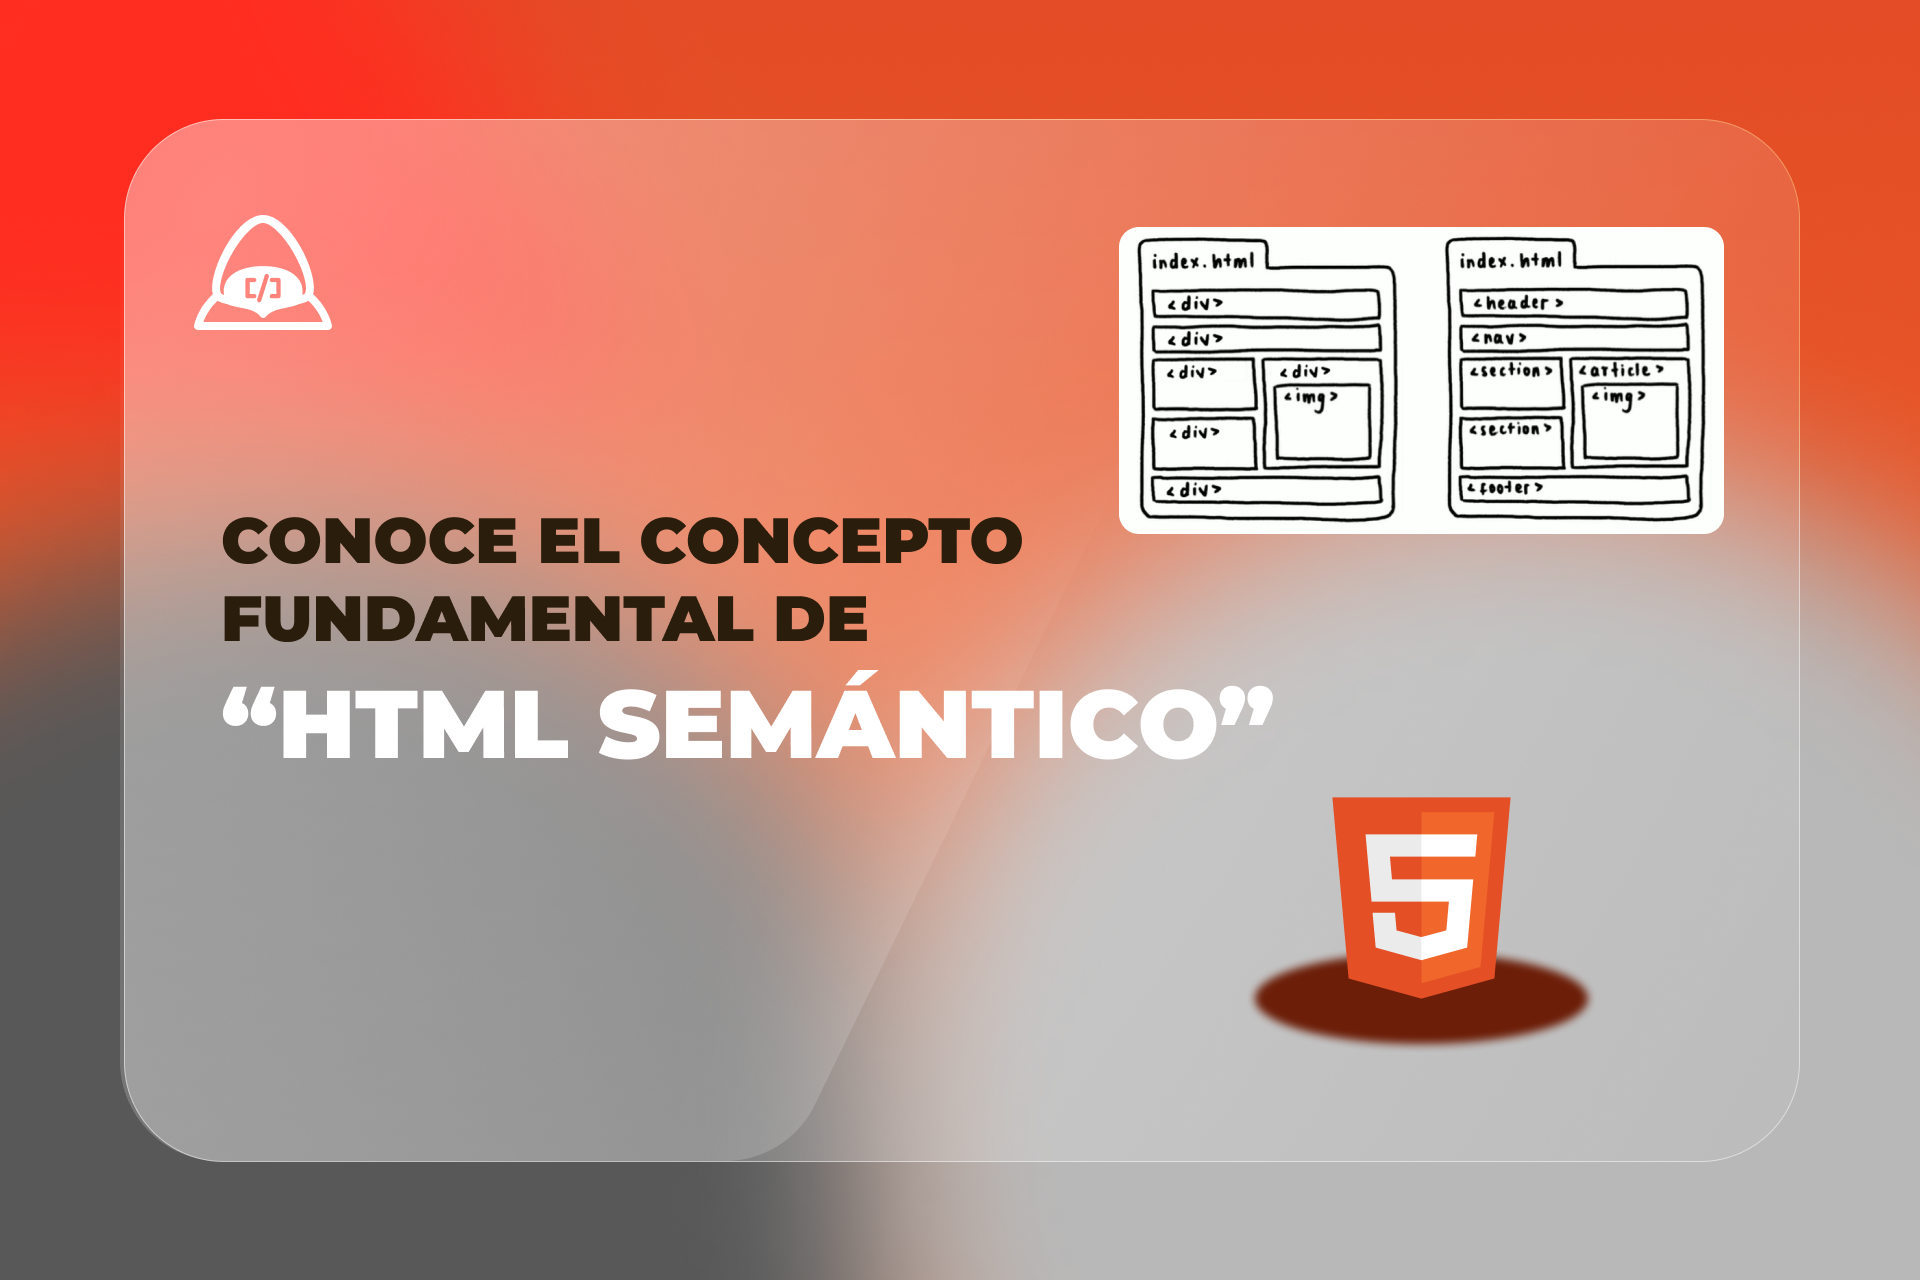 [/]
index.html
<div>
<div>
<div>
<div>
<img>
<div>
<div>
index.html
<header>
<nav>
<section>
<article>
<img>
<section>
<footer>
CONOCE EL CONCEPTO
FUNDAMENTAL DE
“HTML SEMÁNTICO”
5